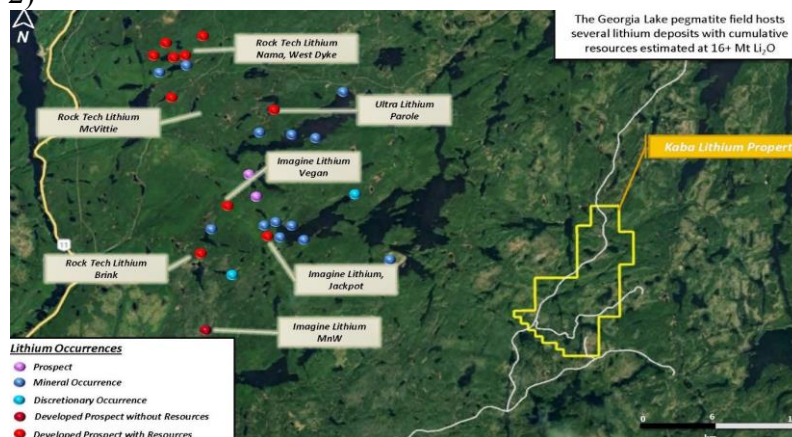 2)
N
The Georgia Lake pegmatite field hosts
several lithium deposits with cumulative
resources estimated at 16+ Mt Li₂O
Rock Tech Lithium
Nama, West Dyke
Ultra Lithium
Parole
Rock Tech Lithium
McVittie
Kaba Lithium Propert
Imagine Lithium
Vegan
11
Rock Tech Lithium
Brink
Imagine Lithium,
Jackpot
Imagine Lithium
MnW
Lithium Occurrences
Prospect
Mineral Occurrence
Discretionary Occurrence
Developed Prospect without Resources
Developed Prospect with Resources
0 6 1